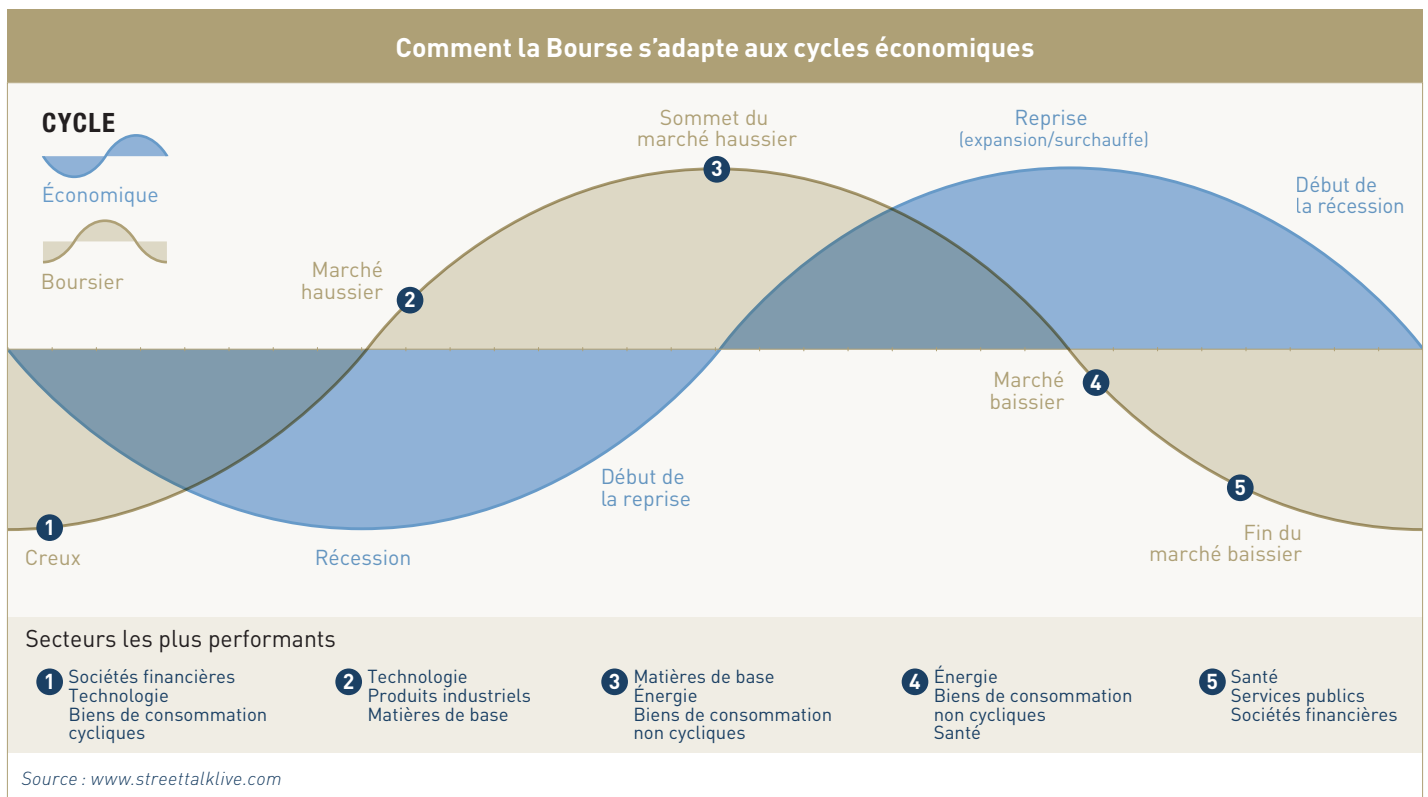 Comment la Bourse s’adapte aux cycles économiques
CYCLE
Économique
Boursier
Marché
haussier
2
Sommet du
marché haussier
3
Reprise
(expansion/surchauffe)
Début de
la récession
1
Creux
Récession
Début de
la reprise
Marché
baissier
4
5
Fin du
marché baissier
Secteurs les plus performants
1 Sociétés financières
Technologie
Biens de consommation
cycliques
2 Technologie
Produits industriels
Matières de base
3 Matières de base
Énergie
Biens de consommation
non cycliques
4 Énergie
Biens de consommation
non cycliques
Santé
5 Santé
Services publics
Sociétés financières
Source : www.streettalklive.com